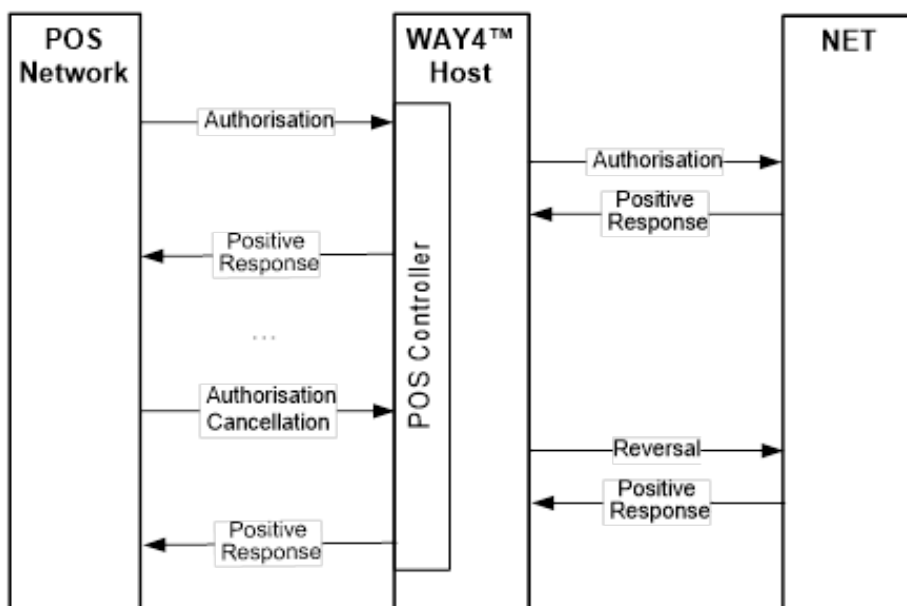 POS
Network
WAY4™
Host
NET
Authorisation
Authorisation
Positive
Response
Positive
Response
...
POS Controller
Authorisation
Cancellation
Reversal
Positive
Response
Positive
Response